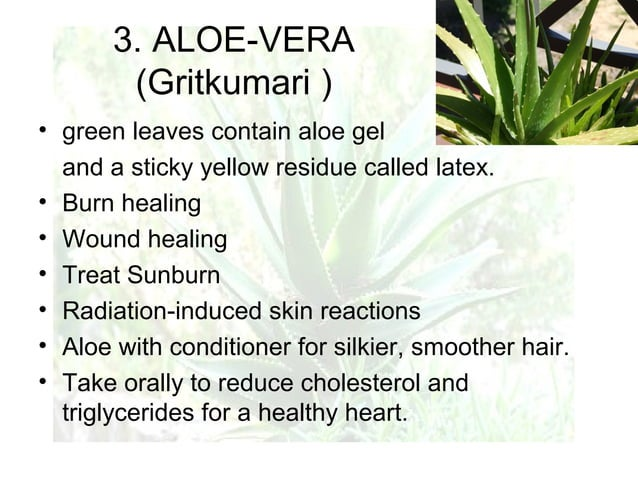 3. ALOE-VERA
(Gritkumari )
• green leaves contain aloe gel
and a sticky yellow residue called latex.
• Burn healing
• Wound healing
• Treat Sunburn
• Radiation-induced skin reactions
• Aloe with conditioner for silkier, smoother hair.
• Take orally to reduce cholesterol and
triglycerides for a healthy heart.